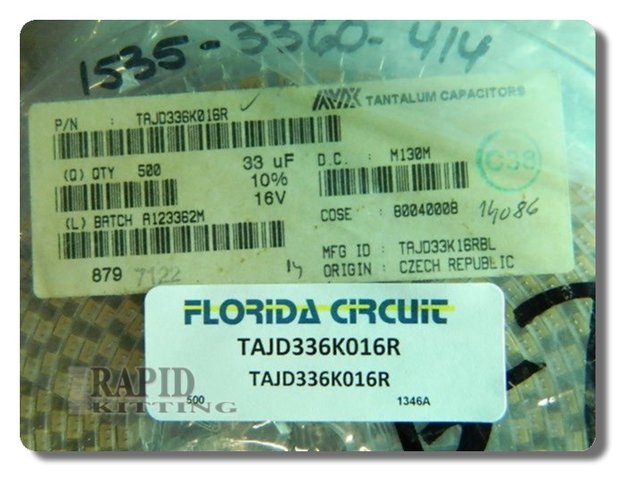 1535-3360-414
AVX TANTALUM CAPACITORS
P/N : TAJD336K016R
(Q) QTY 500
33 uF
10%
16V
D.C. : M130M
(L) BATCH A123362M
COSE : 80040008
14086
MFG ID : TAJD33K16RBL
ORIGIN : CZECH REPUBLIC
879 7122
FLORIDA CIRCUIT
TAJD336K016R
TAJD336K016R
500 1346A
RAPID
KITTING